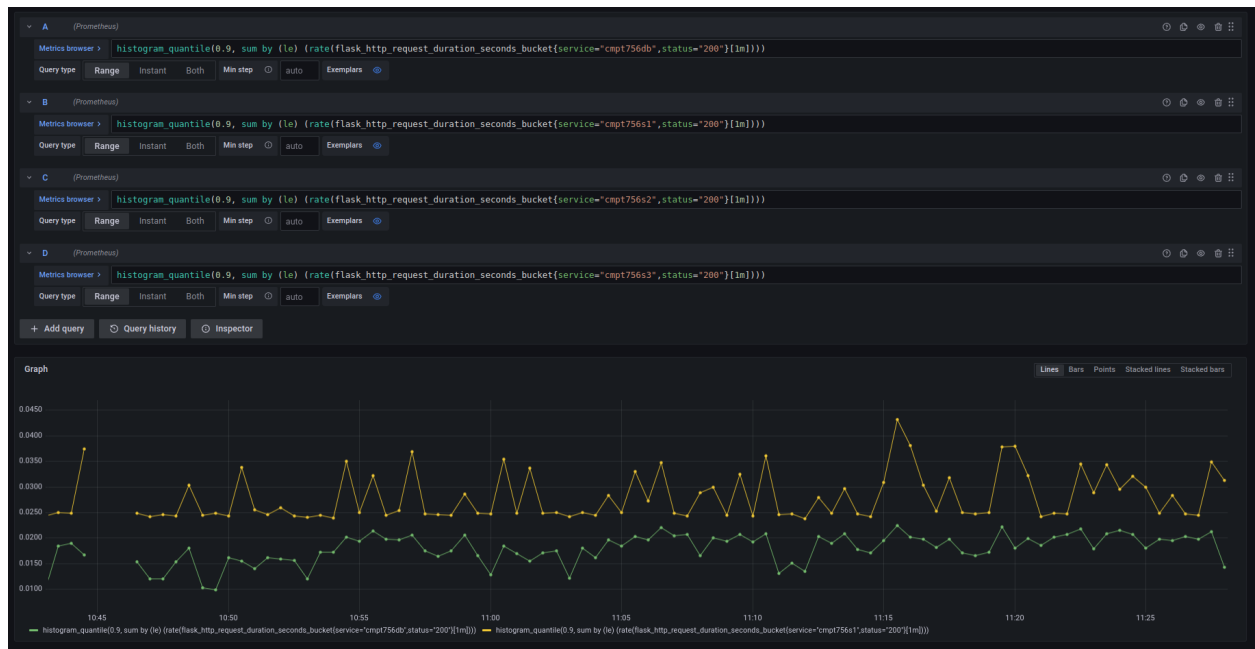 A (Prometheus)
Metrics browser > histogram_quantile(0.9, sum by (le) (rate(flask_http_request_duration_seconds_bucket{service="cmpt756db",status="200"}[1m])))
Query type Range Instant Both Min step auto Exemplars
B (Prometheus)
Metrics browser > histogram_quantile(0.9, sum by (le) (rate(flask_http_request_duration_seconds_bucket{service="cmpt756s1",status="200"}[1m])))
Query type Range Instant Both Min step auto Exemplars
C (Prometheus)
Metrics browser > histogram_quantile(0.9, sum by (le) (rate(flask_http_request_duration_seconds_bucket{service="cmpt756s2",status="200"}[1m])))
Query type Range Instant Both Min step auto Exemplars
D (Prometheus)
Metrics browser > histogram_quantile(0.9, sum by (le) (rate(flask_http_request_duration_seconds_bucket{service="cmpt756s3",status="200"}[1m])))
Query type Range Instant Both Min step auto Exemplars
+ Add query Query history Inspector
Graph Lines Bars Points Stacked lines Stacked bars
0.0450
0.0400
0.0350
0.0300
0.0250
0.0200
0.0150
0.0100
10:45 10:50 10:55 11:00 11:05 11:10 11:15 11:20 11:25
histogram_quantile(0.9, sum by (le) (rate(flask_http_request_duration_seconds_bucket{service="cmpt756db",status="200"}[1m]))) histogram_quantile(0.9, sum by (le) (rate(flask_http_request_duration_seconds_bucket{service="cmpt756s1",status="200"}[1m])))